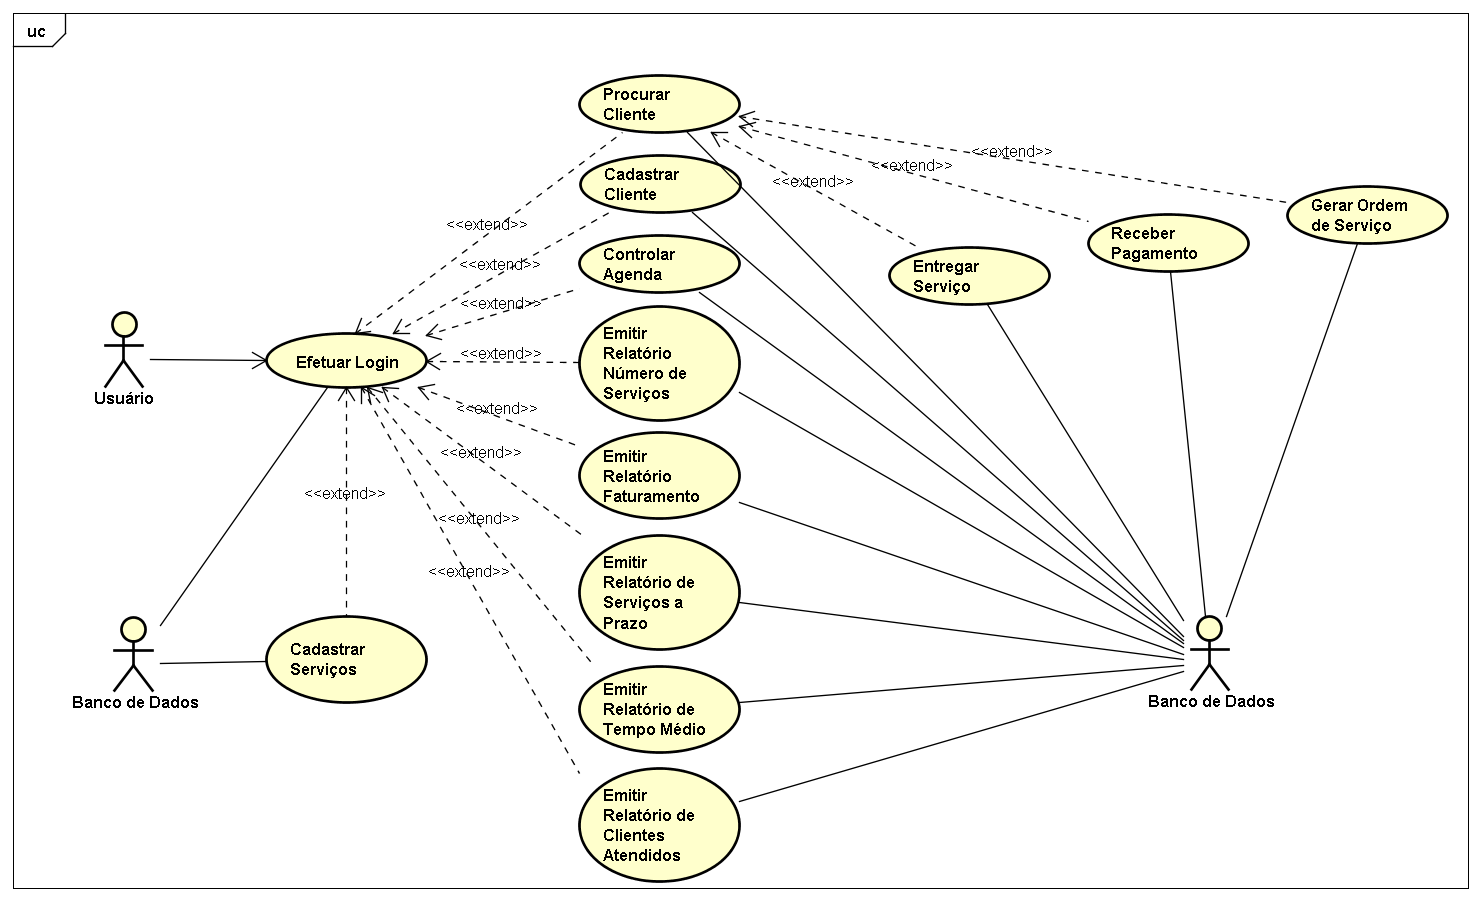 uc
Procurar
Cliente
<<extend>>
<<extend>>
<<extend>>
Cadastrar
Cliente
Gerar Ordem
de Serviço
Receber
Pagamento
Entregar
Serviço
<<extend>>
<<extend>>
<<extend>>
Controlar
Agenda
Emitir
Relatório
Número de
Serviços
<<extend>>
Efetuar Login
Usuário
<<extend>>
Emitir
Relatório
Faturamento
<<extend>>
<<extend>>
<<extend>>
<<extend>>
Emitir
Relatório de
Serviços a
Prazo
Cadastrar
Serviços
Banco de Dados
Emitir
Relatório de
Tempo Médio
Banco de Dados
Emitir
Relatório de
Clientes
Atendidos